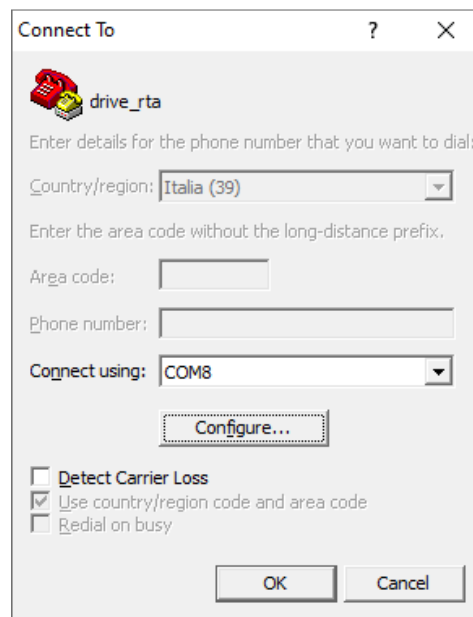 Connect To ?
drive_rta
Enter details for the phone number that you want to dial:
Country/region: Italia (39)
Enter the area code without the long-distance prefix.
Area code:
Phone number:
Connect using: COM8
Configure...
Detect Carrier Loss
Use country/region code and area code
Redial on busy
OK Cancel